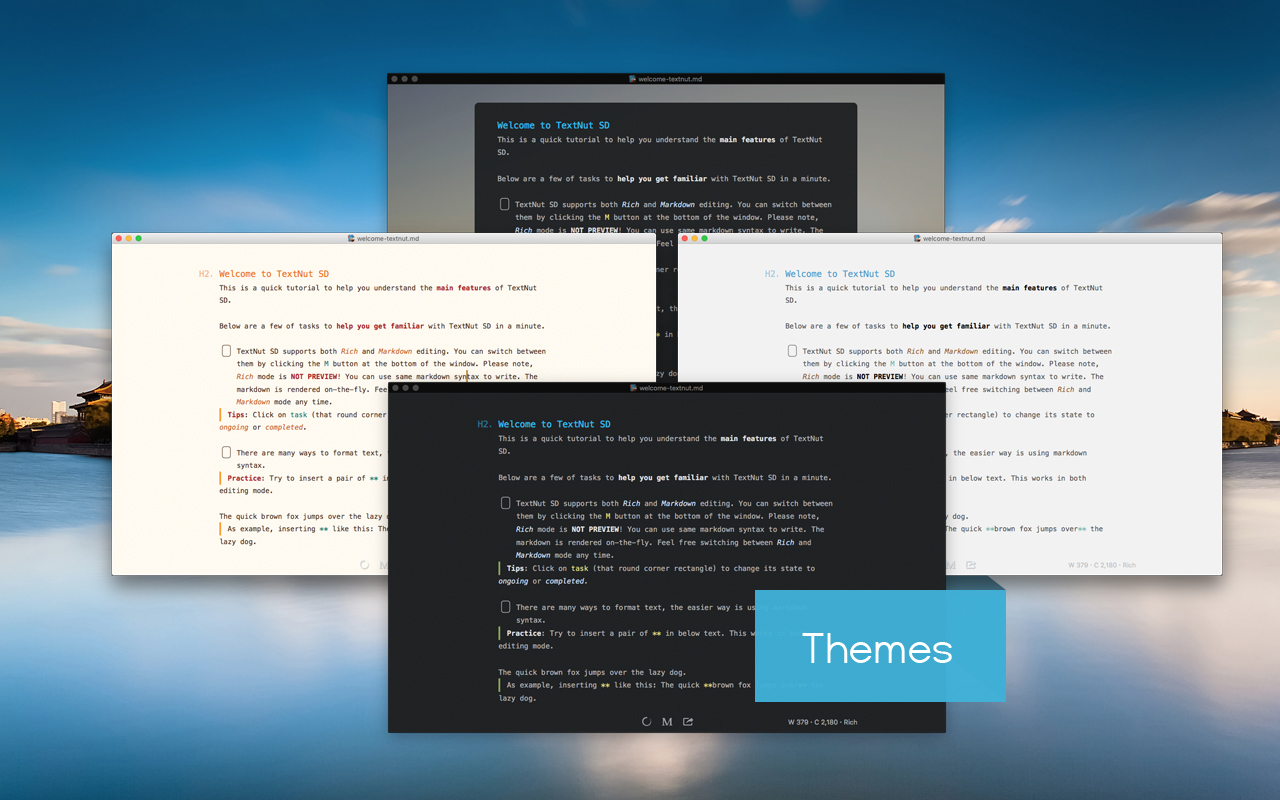 welcome-textnut.md
Welcome to TextNut SD
This is a quick tutorial to help you understand the main features of TextNut
SD.
Below are a few of tasks to help you get familiar with TextNut SD in a minute.
TextNut SD supports both Rich and Markdown editing. You can switch between
them by clicking the M button at the bottom of the window. Please note,
Rich mode is NOT PREVIEW! You can use same markdown syntax to write. The
Feel
welcome-textnut.md
H2. Welcome to TextNut SD
This is a quick tutorial to help you understand the main features of TextNut
SD.
Below are a few of tasks to help you get familiar with TextNut SD in a minute.
TextNut SD supports both Rich and Markdown editing. You can switch between
them by clicking the M button at the bottom of the window. Please note,
Rich mode is NOT PREVIEW! You can use same markdown syntax to write. The
markdown is rendered on-the-fly. Fee
Markdown mode any time.
Tips: Click on task (that round corner
ongoing or completed.
There are many ways to format text,
syntax.
Practice: Try to insert a pair of ** in
editing mode.
The quick brown fox jumps over the lazy
As example, inserting ** like this: The
lazy dog.
M
welcome-textnut.md
H2. Welcome to TextNut SD
This is a quick tutorial to help you understand the main features of TextNut
SD.
Below are a few of tasks to help you get familiar with TextNut SD in a minute.
TextNut SD supports both Rich and Markdown editing. You can switch between
them by clicking the M button at the bottom of the window. Please note,
Rich mode is NOT PREVIEW! You can use same markdown syntax to write. The
eel free switching between Rich and
er rectangle) to change its state to
, the easier way is using markdown
in below text. This works in both
dog.
The quick **brown fox jumps over** the
W 379 · C 2,180 · Rich
welcome-textnut.md
H2. Welcome to TextNut SD
This is a quick tutorial to help you understand the main features of TextNut
SD.
Below are a few of tasks to help you get familiar with TextNut SD in a minute.
TextNut SD supports both Rich and Markdown editing. You can switch between
them by clicking the M button at the bottom of the window. Please note,
Rich mode is NOT PREVIEW! You can use same markdown syntax to write. The
markdown is rendered on-the-fly. Feel free switching between Rich and
Markdown mode any time.
Tips: Click on task (that round corner rectangle) to change its state to
ongoing or completed.
There are many ways to format text, the easier way is
syntax.
Practice: Try to insert a pair of ** in below text. This
editing mode.
The quick brown fox jumps over the lazy dog.
As example, inserting ** like this: The quick **brown fox
lazy dog.
M
W 379 · C 2,180 · Rich
Themes